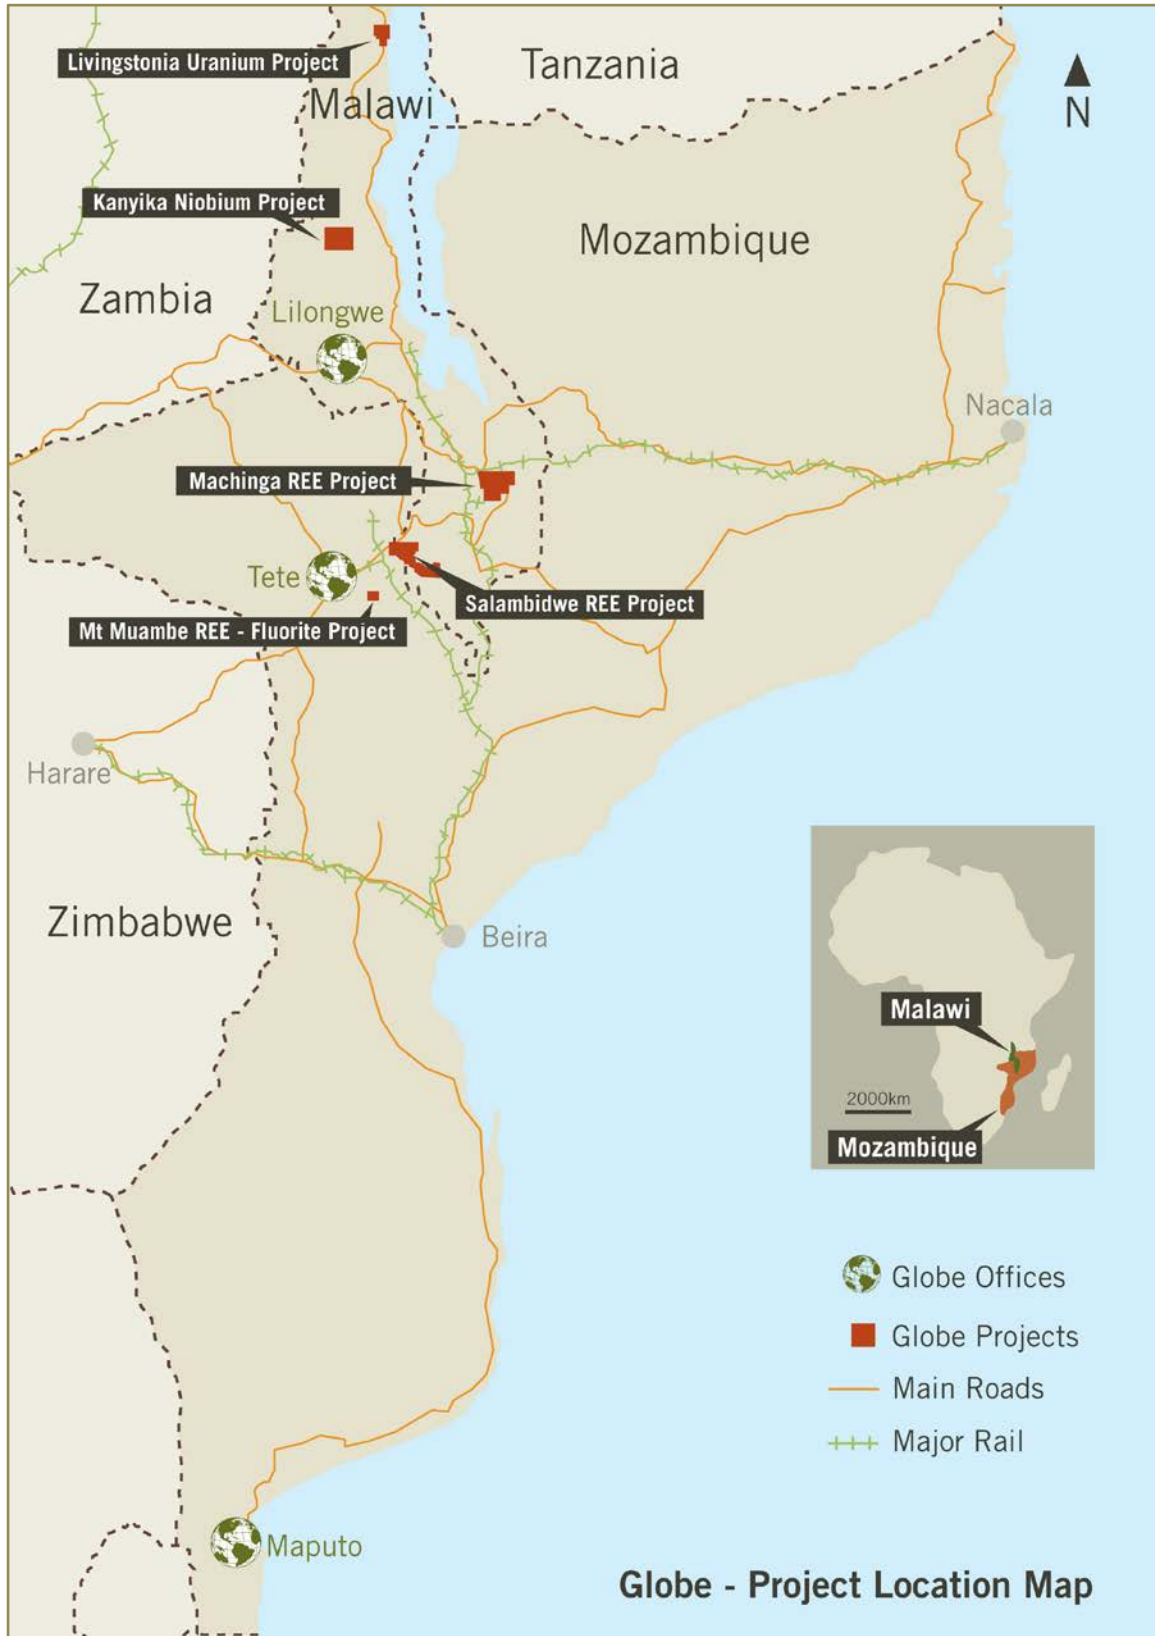 Livingstonia Uranium Project
Tanzania
Malawi
N
Kanyika Niobium Project
Mozambique
Zambia
Lilongwe
Nacala
Machinga REE Project
Tete
Salambidwe REE Project
Mt Muambe REE - Fluorite Project
Harare
Zimbabwe
Beira
Malawi
2000km
Mozambique
Globe Offices
Globe Projects
Main Roads
Major Rail
Maputo
Globe - Project Location Map